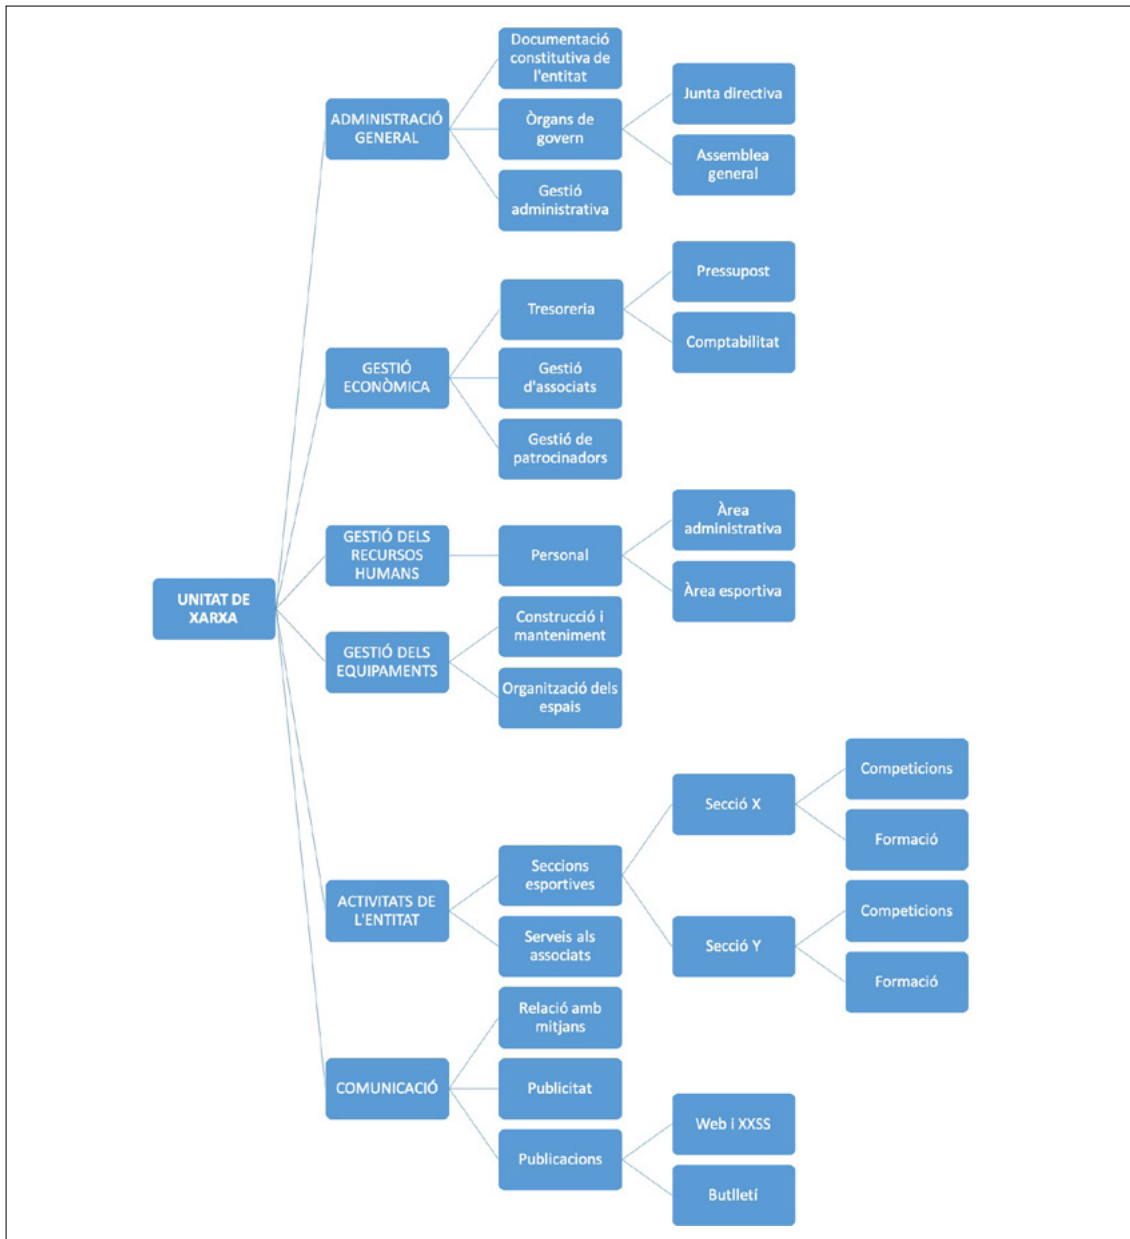 UNITAT DE
XARXA
ADMINISTRACIÓ
GENERAL
Documentació
constitutiva de
l'entitat
Òrgans de
govern
Junta directiva
Assemblea
general
Gestió
administrativa
GESTIÓ
ECONÒMICA
Tresoreria
Pressupost
Comptabilitat
Gestió
d'associats
Gestió de
patrocinadors
GESTIÓ DELS
RECURSOS
HUMANS
Personal
Àrea
administrativa
Àrea esportiva
GESTIÓ DELS
EQUIPAMENTS
Construcció i
manteniment
Organització dels
espais
ACTIVITATS DE
L'ENTITAT
Seccions
esportives
Secció X
Competicions
Formació
Secció Y
Competicions
Formació
Serveis als
associats
COMUNICACIÓ
Relació amb
mitjans
Publicitat
Publicacions
Web i XXSS
Butlletí